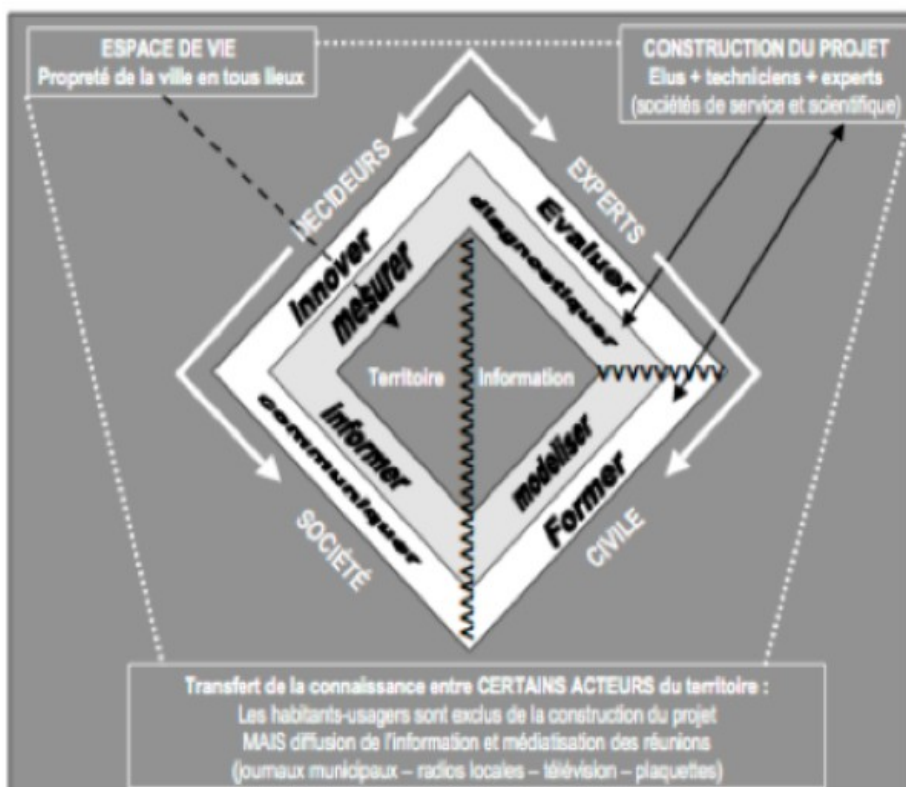 ESPACE DE VIE
Propreté de la ville en tous lieux
CONSTRUCTION DU PROJET
Elus + techniciens + experts
(sociétés de service et scientifique)
DECIDEURS
EXPERTS
Innover
mesurer
diagnostiquer
Evaluer
Territoire
Information
Informer
communiquer
modeliser
Former
SOCIÉTÉ
CIVILE
Transfert de la connaissance entre CERTAINS ACTEURS du territoire :
Les habitants-usagers sont exclus de la construction du projet
MAIS diffusion de l'information et médiatisation des réunions
(journaux municipaux – radios locales – télévision – plaquettes)